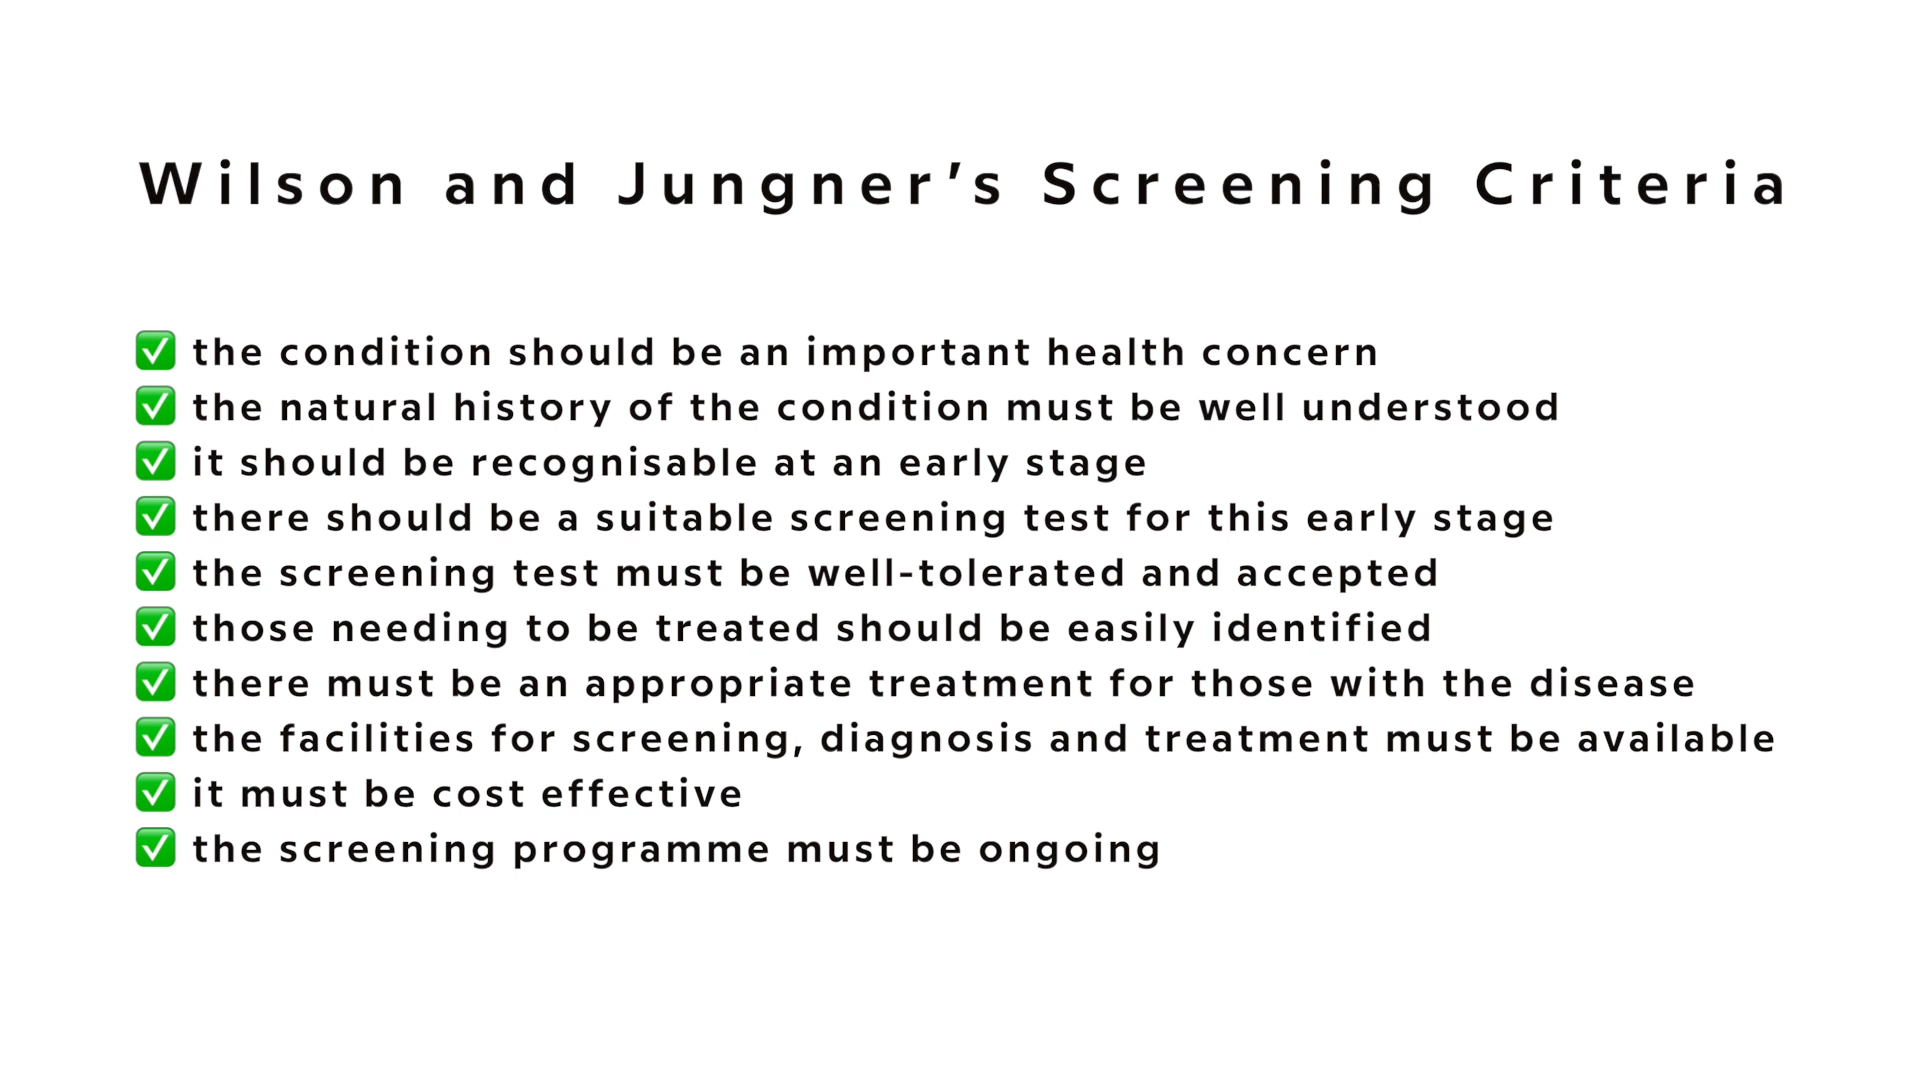 Wilson and Jungner’s Screening Criteria
✅ the condition should be an important health concern
✅ the natural history of the condition must be well understood
✅ it should be recognisable at an early stage
✅ there should be a suitable screening test for this early stage
✅ the screening test must be well-tolerated and accepted
✅ those needing to be treated should be easily identified
✅ there must be an appropriate treatment for those with the disease
✅ the facilities for screening, diagnosis and treatment must be available
✅ it must be cost effective
✅ the screening programme must be ongoing